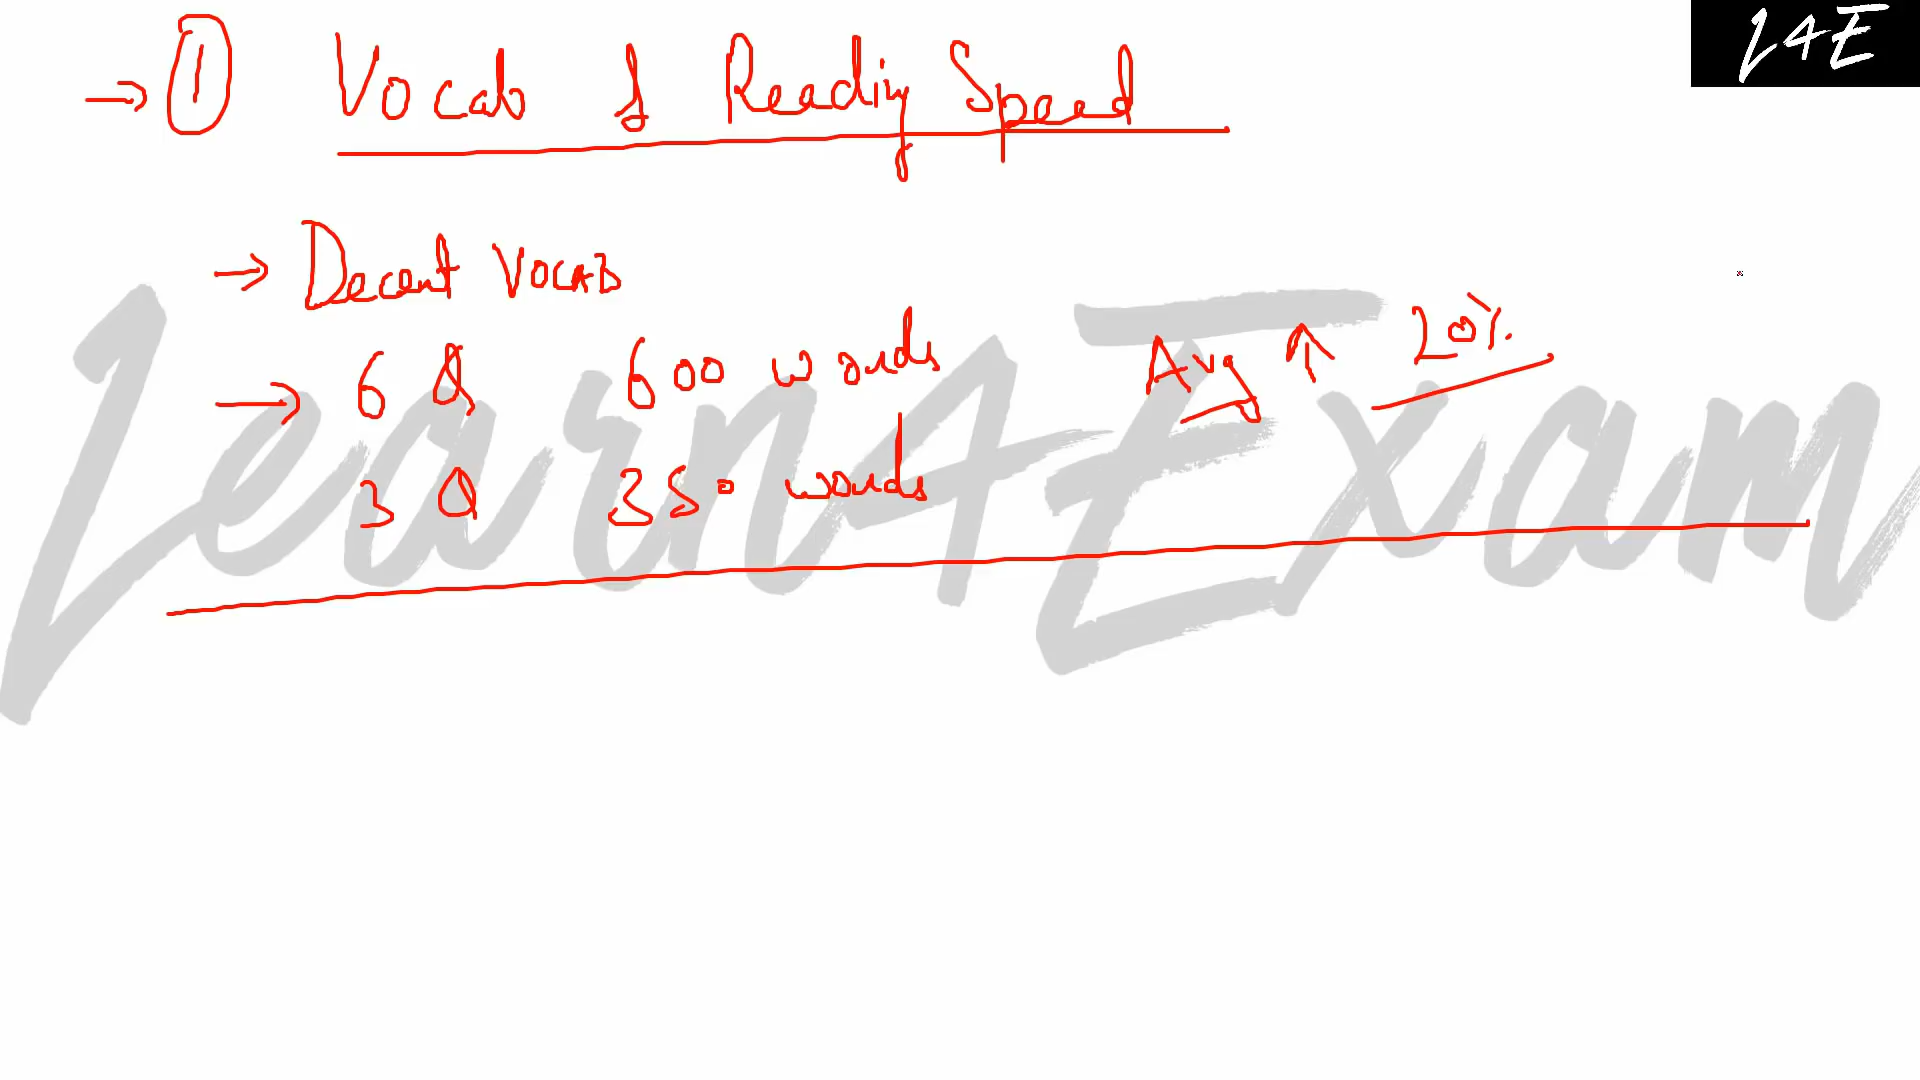 → 1 Vocab & Reading Speed
L4E
→ Decent VOCAB
→ 6 Q 600 words Avg ↑ 20%
3 Q 350 words
Learn4Exam